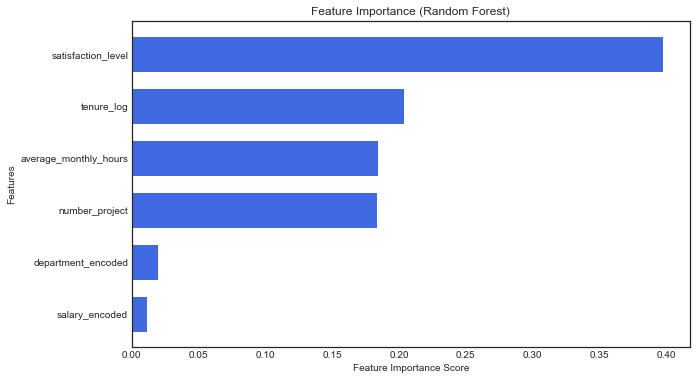 Feature Importance (Random Forest)
Features
satisfaction_level
tenure_log
average_monthly_hours
number_project
department_encoded
salary_encoded
0.00 0.05 0.10 0.15 0.20 0.25 0.30 0.35 0.40
Feature Importance Score